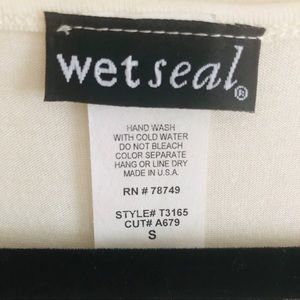 wet seal®
HAND WASH
WITH COLD WATER
DO NOT BLEACH
COLOR SEPARATE
HANG OR LINE DRY
MADE IN U.S.A.
RN # 78749
STYLE# T3165
CUT# A679
S